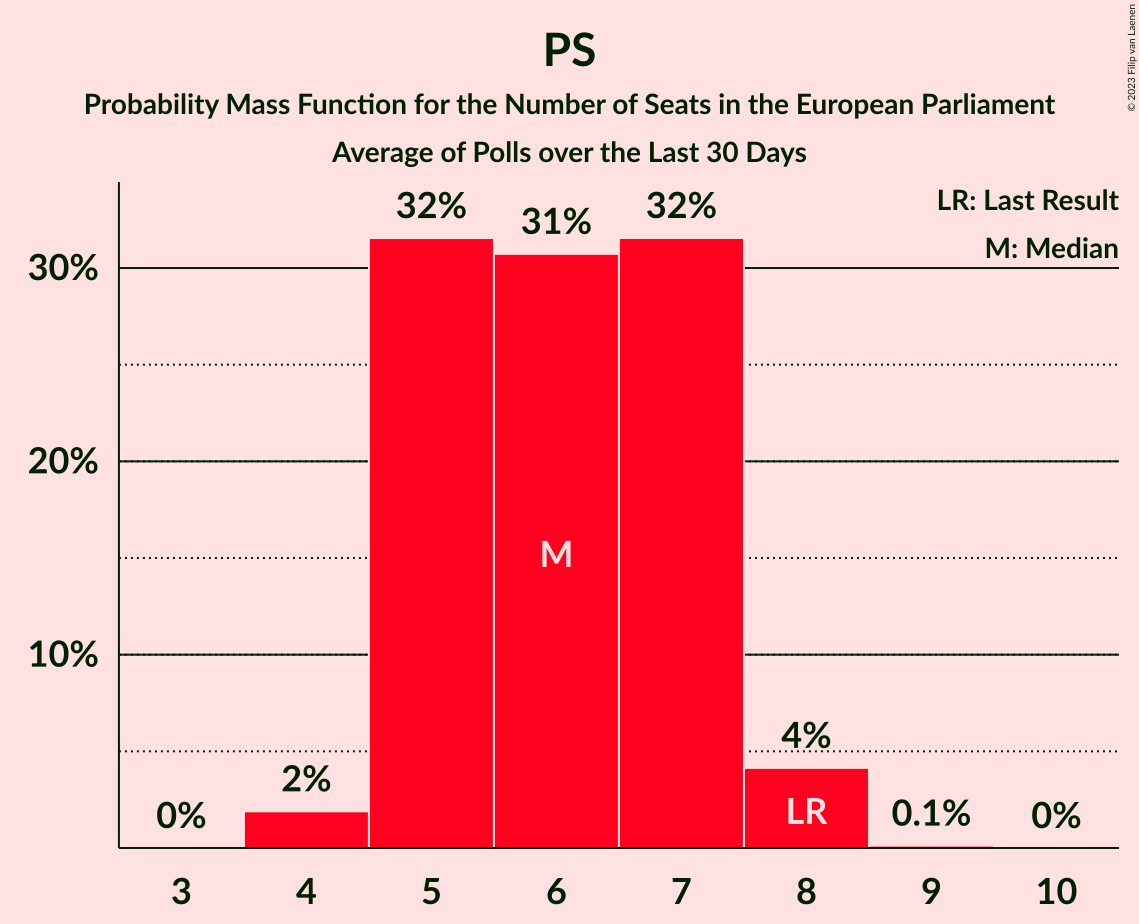 PS
Probability Mass Function for the Number of Seats in the European Parliament
Average of Polls over the Last 30 Days
© 2023 Filip van Laenen
LR: Last Result
M: Median
32%
31%
32%
30%
20%
M
10%
4%
2%
LR
0%
0.1%
0%
3 4 5 6 7 8 9 10